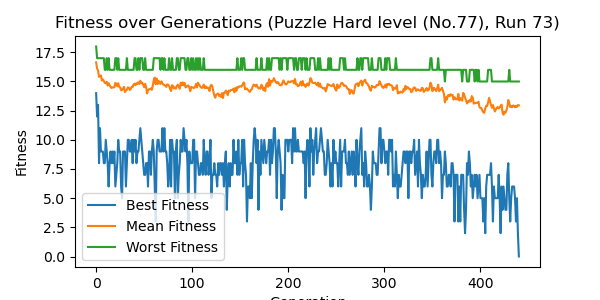 Fitness over Generations (Puzzle Hard level (No.77), Run 73)
17.5
15.0
12.5
10.0
7.5
5.0
2.5
0.0
Fitness
Best Fitness
Mean Fitness
Worst Fitness
0
100
200
300
400
Generation